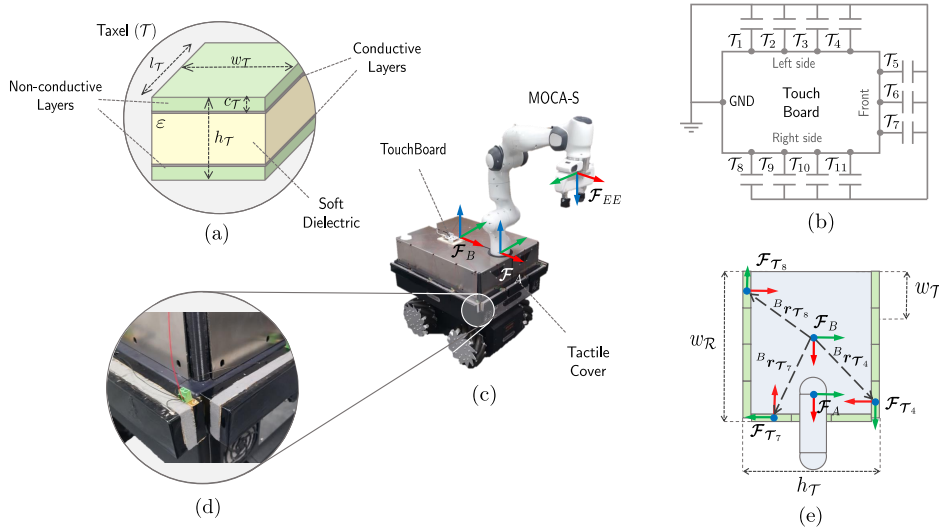 Taxel (𝒯)
l𝒯
w𝒯
Conductive
Layers
Non-conductive
Layers
c𝒯
ε
h𝒯
Soft
Dielectric
(a)
MOCA-S
TouchBoard
ℱEE
ℱB
ℱA
Tactile
Cover
(c)
(d)
𝒯1
𝒯2
𝒯3
𝒯4
Left side
𝒯5
GND
Touch
Board
Front
𝒯6
𝒯7
Right side
𝒯8
𝒯9
𝒯10
𝒯11
(b)
ℱ𝒯8
w𝒯
Br𝒯8
ℱB
wℛ
Br𝒯7
Br𝒯4
ℱA
ℱ𝒯4
ℱ𝒯7
h𝒯
(e)